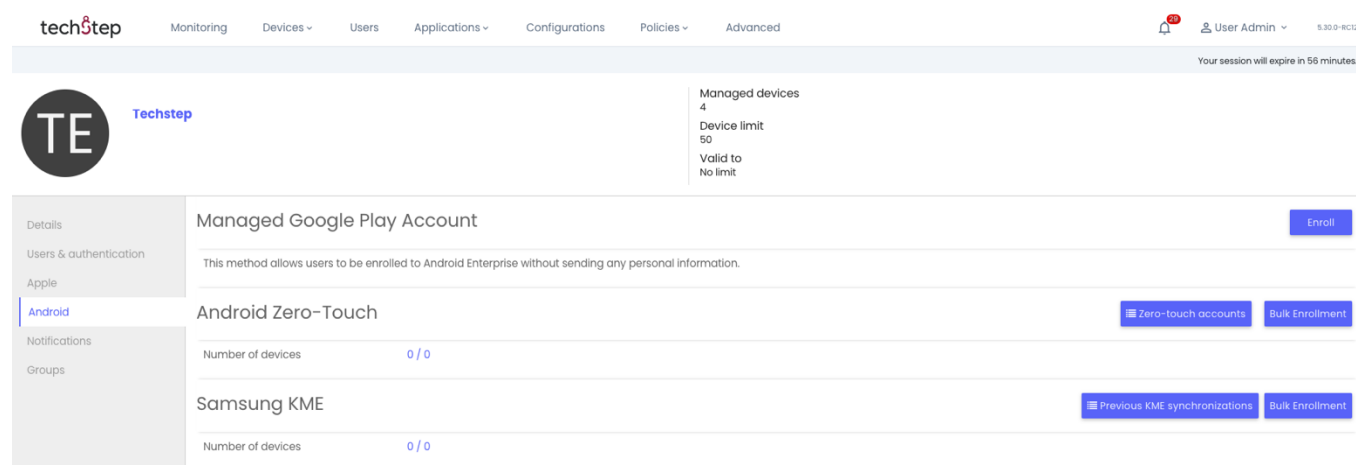 techstep Monitoring Devices Users Applications Configurations Policies Advanced 29 User Admin 5.30.0-RC12
Your session will expire in 56 minutes
TE
Techstep
Managed devices
4
Device limit
50
Valid to
No limit
Details
Users & authentication
Apple
Android
Notifications
Groups
Managed Google Play Account Enroll
This method allows users to be enrolled to Android Enterprise without sending any personal information.
Android Zero-Touch Zero-touch accounts Bulk Enrollment
Number of devices 0 / 0
Samsung KME Previous KME synchronizations Bulk Enrollment
Number of devices 0 / 0